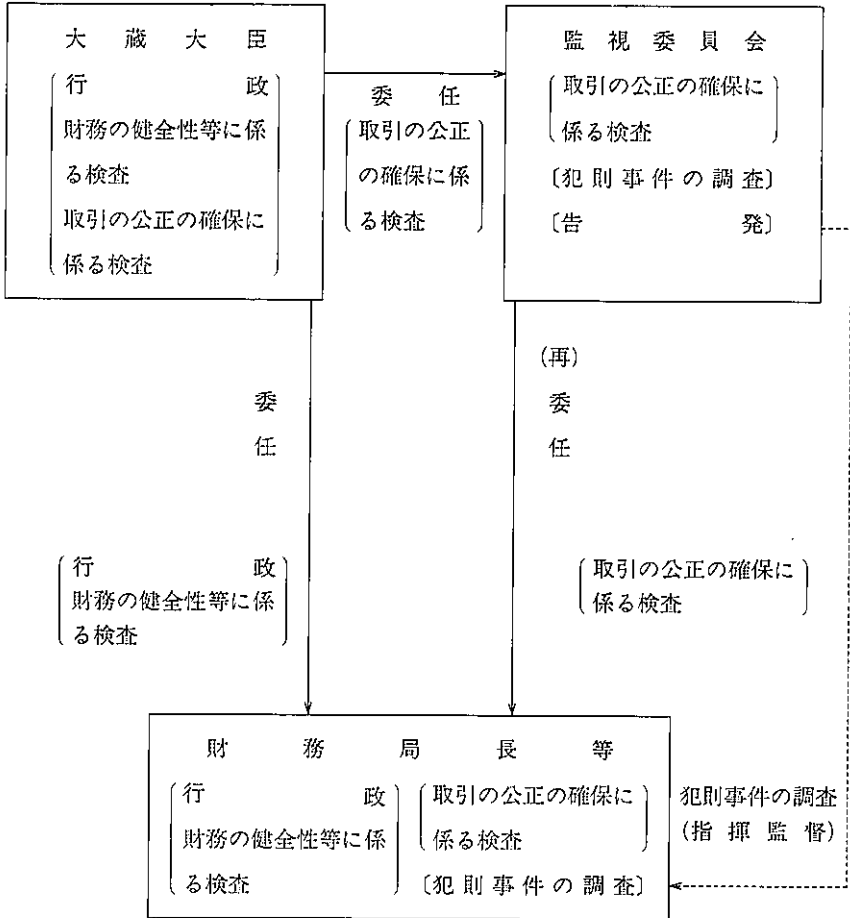 大蔵大臣
行政
財務の健全性等に係
る検査
取引の公正の確保に
係る検査
委任
取引の公正
の確保に係
る検査
監視委員会
取引の公正の確保に
係る検査
〔犯則事件の調査〕
〔告発〕
委
任
行政
財務の健全性等に係
る検査
(再)
委
任
取引の公正の確保に
係る検査
財務局長等
行政
財務の健全性等に係
る検査
取引の公正の確保に
係る検査
〔犯則事件の調査〕
犯則事件の調査
(指揮監督)